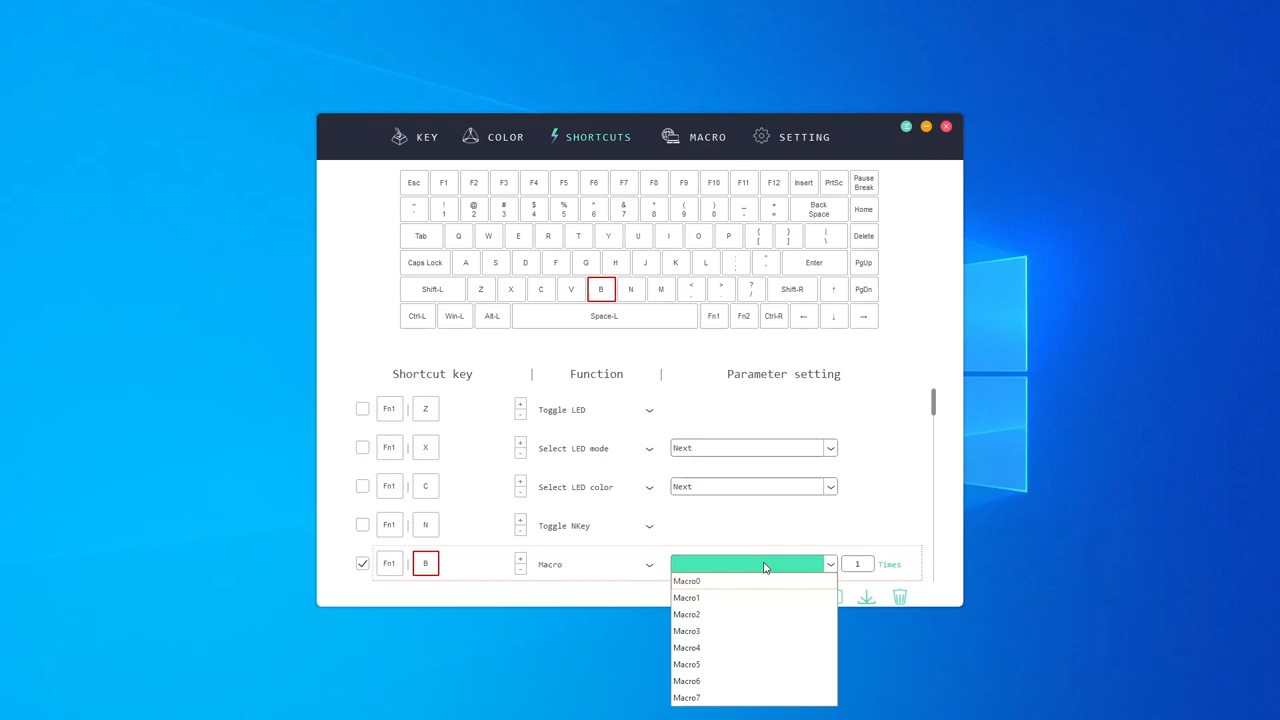 KEY COLOR SHORTCUTS MACRO SETTING
Esc F1 F2 F3 F4 F5 F6 F7 F8 F9 F10 F11 F12 Insert PrtSc Pause Break
~ ` ! 1 @ 2 # 3 $ 4 % 5 ^ 6 & 7 * 8 ( 9 ) 0 _ - + = Back Space Home
Tab Q W E R T Y U I O P { [ } ] | \ Delete
Caps Lock A S D F G H J K L : ; " ' Enter PgUp
Shift-L Z X C V B N M < , > . ? / Shift-R ↑ PgDn
Ctrl-L Win-L Alt-L Space-L Fn1 Fn2 Ctrl-R ← ↓ →
Shortcut key | Function | Parameter setting
Fn1 | Z + - Toggle LED
Fn1 | X + - Select LED mode Next
Fn1 | C + - Select LED color Next
Fn1 | N + - Toggle NKey
Fn1 | B + - Macro 1 Times
Macro0
Macro1
Macro2
Macro3
Macro4
Macro5
Macro6
Macro7